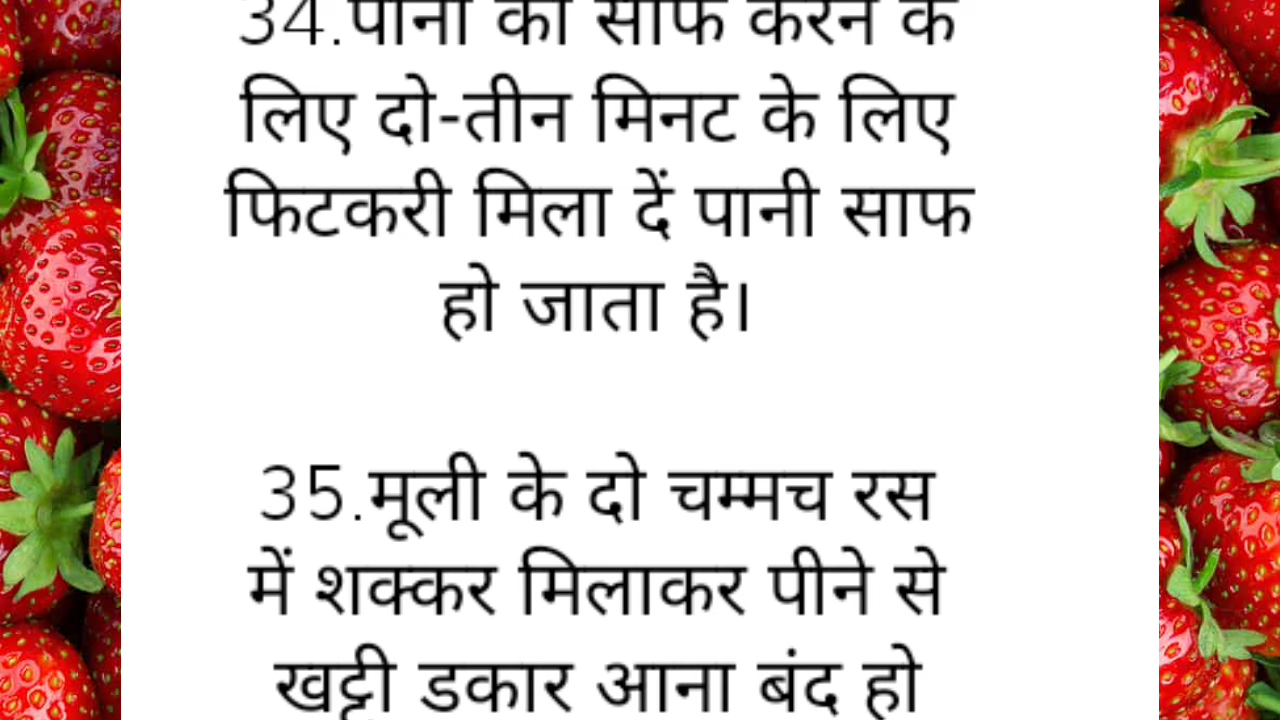 34.पानी को साफ करने के
लिए दो-तीन मिनट के लिए
फिटकरी मिला दें पानी साफ
हो जाता है।
35.मूली के दो चम्मच रस
में शक्कर मिलाकर पीने से
खट्टी डकार आना बंद हो